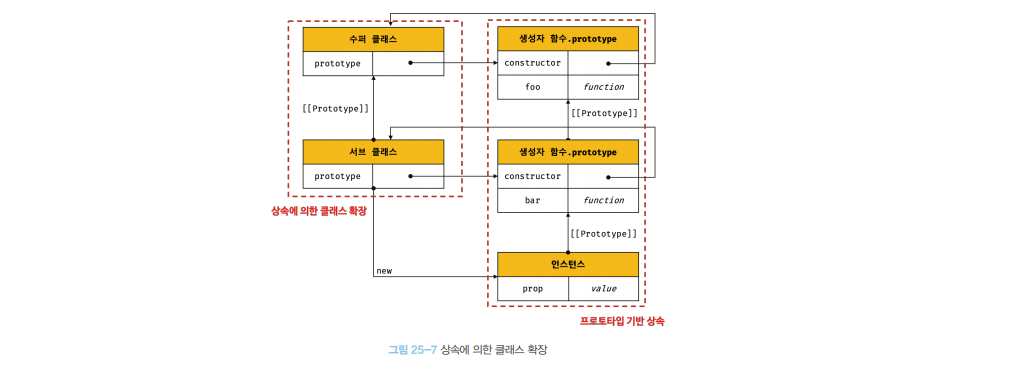 수퍼 클래스
생성자 함수.prototype
prototype
constructor
foo
function
[[Prototype]]
[[Prototype]]
서브 클래스
생성자 함수.prototype
prototype
constructor
bar
function
상속에 의한 클래스 확장
[[Prototype]]
인스턴스
new
prop
value
프로토타입 기반 상속
그림 25-7 상속에 의한 클래스 확장